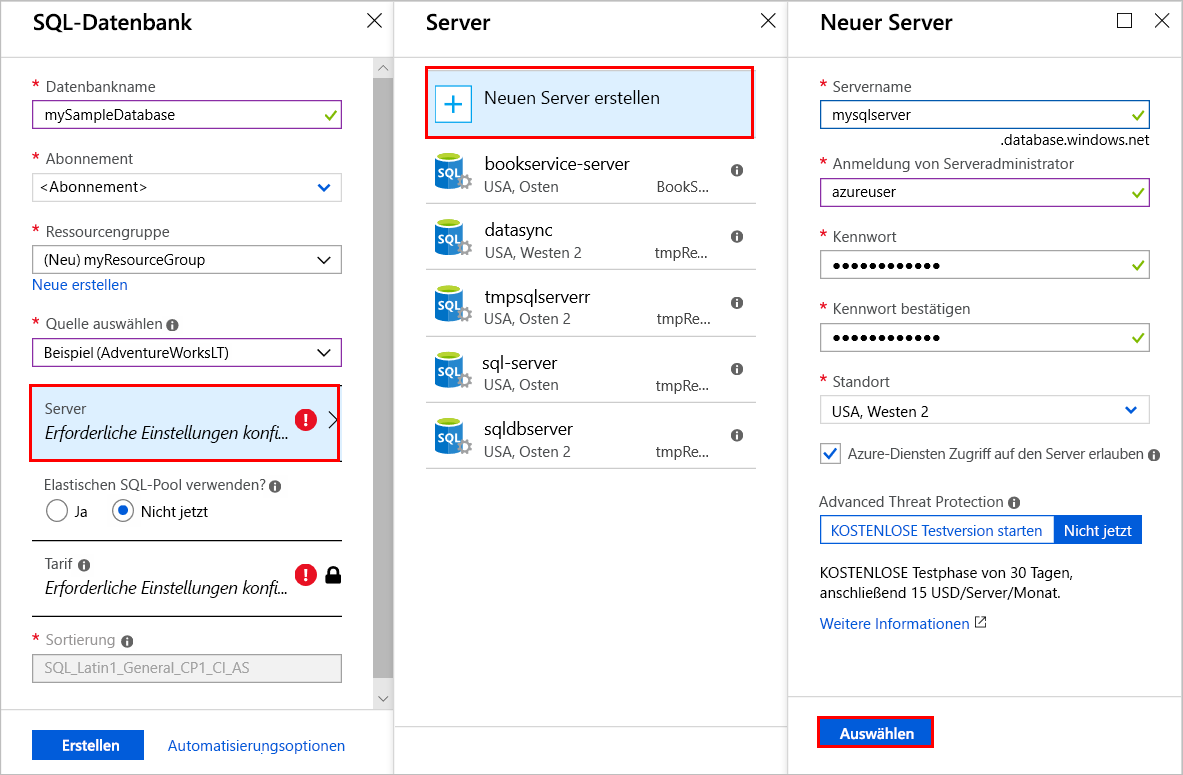 SQL-Datenbank
* Datenbankname
mySampleDatabase
* Abonnement
<Abonnement>
* Ressourcengruppe
(Neu) myResourceGroup
Neue erstellen
* Quelle auswählen
Beispiel (AdventureWorksLT)
Server
Erforderliche Einstellungen konfi...
Elastischen SQL-Pool verwenden?
Ja Nicht jetzt
Tarif
Erforderliche Einstellungen konfi...
* Sortierung
SQL_Latin1_General_CP1_CI_AS
Erstellen Automatisierungsoptionen
Server
Neuen Server erstellen
SQL bookservice-server
USA, Osten BookS...
SQL datasync
USA, Westen 2 tmpRe...
SQL tmpsqlserverr
USA, Osten 2 tmpRe...
SQL sql-server
USA, Osten tmpRe...
SQL sqldbserver
USA, Osten 2 tmpRe...
Neuer Server
* Servername
mysqlserver
.database.windows.net
* Anmeldung von Serveradministrator
azureuser
* Kennwort
●●●●●●●●●●●●
* Kennwort bestätigen
●●●●●●●●●●●●
* Standort
USA, Westen 2
Azure-Diensten Zugriff auf den Server erlauben
Advanced Threat Protection
KOSTENLOSE Testversion starten Nicht jetzt
KOSTENLOSE Testphase von 30 Tagen,
anschließend 15 USD/Server/Monat.
Weitere Informationen
Auswählen